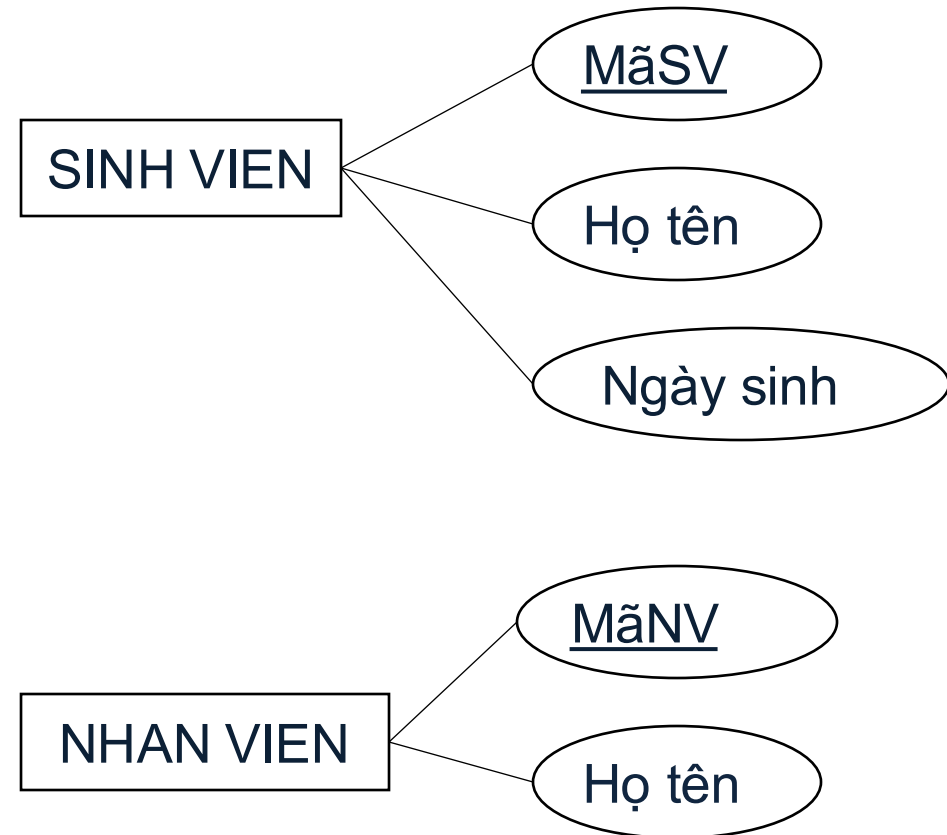 MãSV
SINH VIEN
Họ tên
Ngày sinh
MãNV
NHAN VIEN
Họ tên